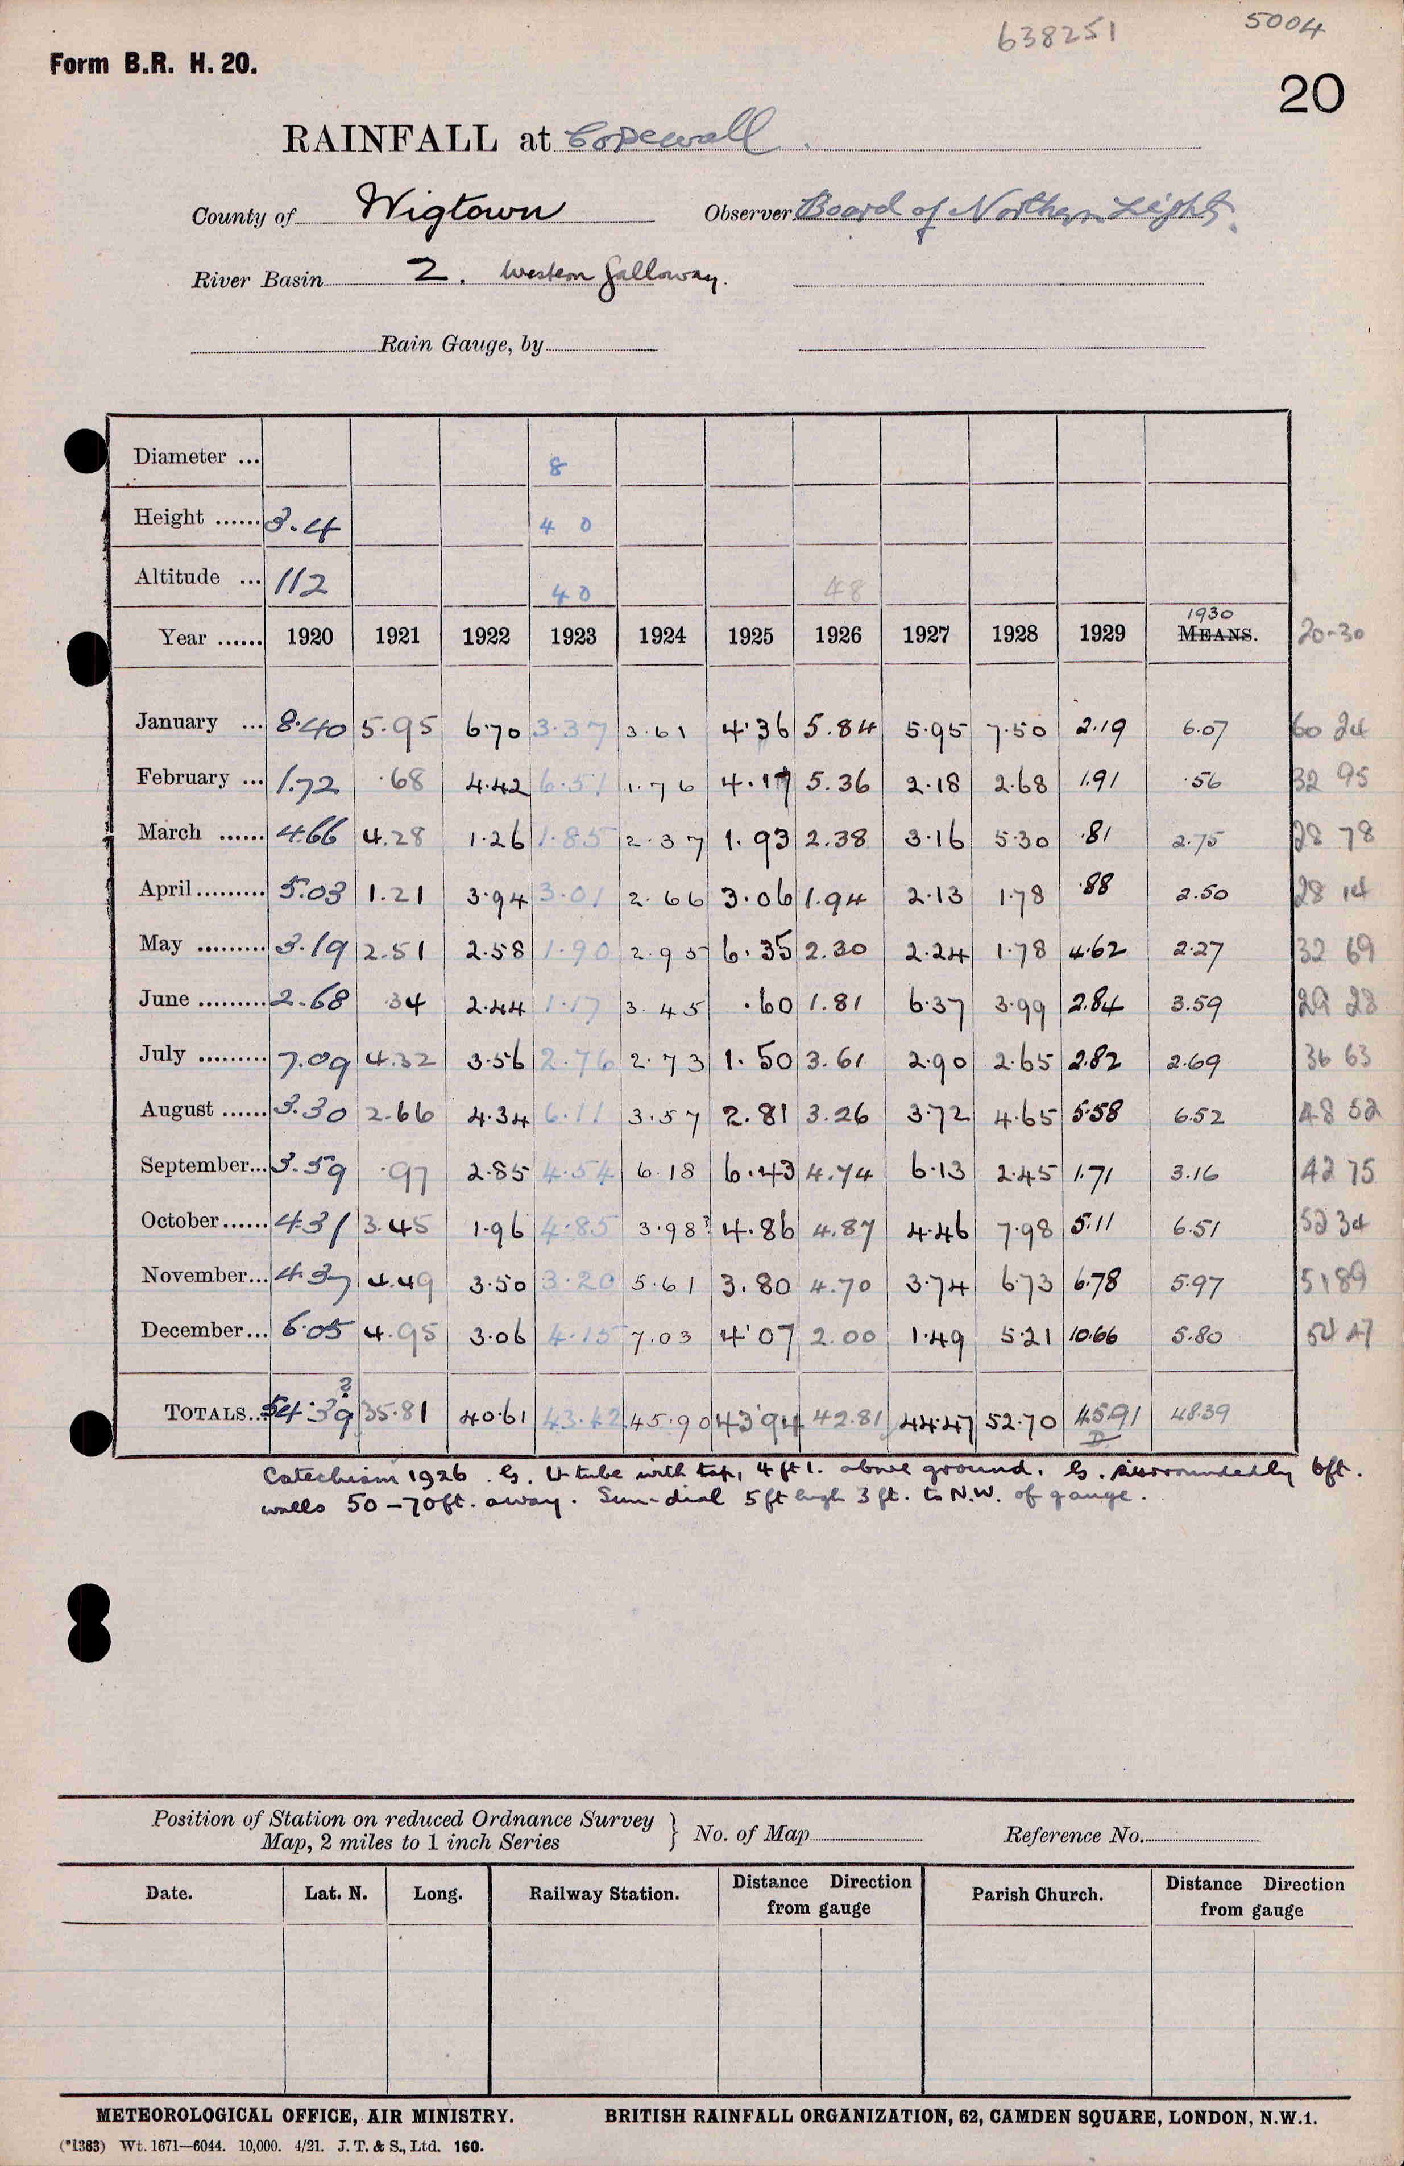 638251 5004
Form B.R. H. 20.
20
RAINFALL at Corsewall.
County of Wigtown Observer Board of Northern Lights.
River Basin 2. Western Galloway.
Rain Gauge, by
Diameter ... 8
Height ...... 3.4 4 0
Altitude ... 112 40 48
1930
Year ...... 1920 1921 1922 1923 1924 1925 1926 1927 1928 1929 MEANS. 20-30
January ... 8.40 5.95 6.70 3.37 3.61 4.36 5.84 5.95 7.50 2.19 6.07 60 24
February ... 1.72 .68 4.42 6.51 1.76 4.17 5.36 2.18 2.68 1.91 .56 32 95
March ...... 4.66 4.28 1.26 1.85 2.37 1.93 2.38 3.16 5.30 .81 2.75 28 78
April......... 5.03 1.21 3.94 3.01 2.66 3.06 1.94 2.13 1.78 .88 2.50 28 14
May ......... 3.19 2.51 2.58 1.90 2.95 6.35 2.30 2.24 1.78 4.62 2.27 32 69
June ......... 2.68 .34 2.44 1.17 3.45 .60 1.81 6.37 3.99 2.84 3.59 29 28
July ......... 7.09 4.32 3.56 2.76 2.73 1.50 3.61 2.90 2.65 2.82 2.69 36 63
August ...... 3.30 2.66 4.34 6.11 3.57 2.81 3.26 3.72 4.65 5.58 6.52 48 52
September... 3.59 .97 2.85 4.54 6.18 6.43 4.74 6.13 2.45 1.71 3.16 42 75
October...... 4.31 3.45 1.96 4.85 3.98? 4.86 4.87 4.46 7.98 5.11 6.51 52 34
November... 4.37 4.49 3.50 3.20 5.61 3.80 4.70 3.74 6.73 6.78 5.97 51 89
December... 6.05 4.95 3.06 4.15 7.03 4.07 2.00 1.49 5.21 10.66 5.80 54 47
?
TOTALS... 54.39 35.81 40.61 43.42 45.90 43.94 42.81 44.47 52.70 45.91 48.39
D
Catechism 1926. G. U-tube with tap, 4 ft 1. above ground. G. surrounded by 6ft.
walls 50-70ft. away. Sun-dial 5 ft high 3 ft. to N.W. of gauge.
Position of Station on reduced Ordnance Survey
Map, 2 miles to 1 inch Series } No. of Map Reference No.
Date. Lat. N. Long. Railway Station. Distance Direction from gauge Parish Church. Distance Direction from gauge
METEOROLOGICAL OFFICE, AIR MINISTRY. BRITISH RAINFALL ORGANIZATION, 62, CAMDEN SQUARE, LONDON, N.W.1.
(*1383) Wt. 1671—6044. 10,000. 4/21. J. T. & S., Ltd. 160.